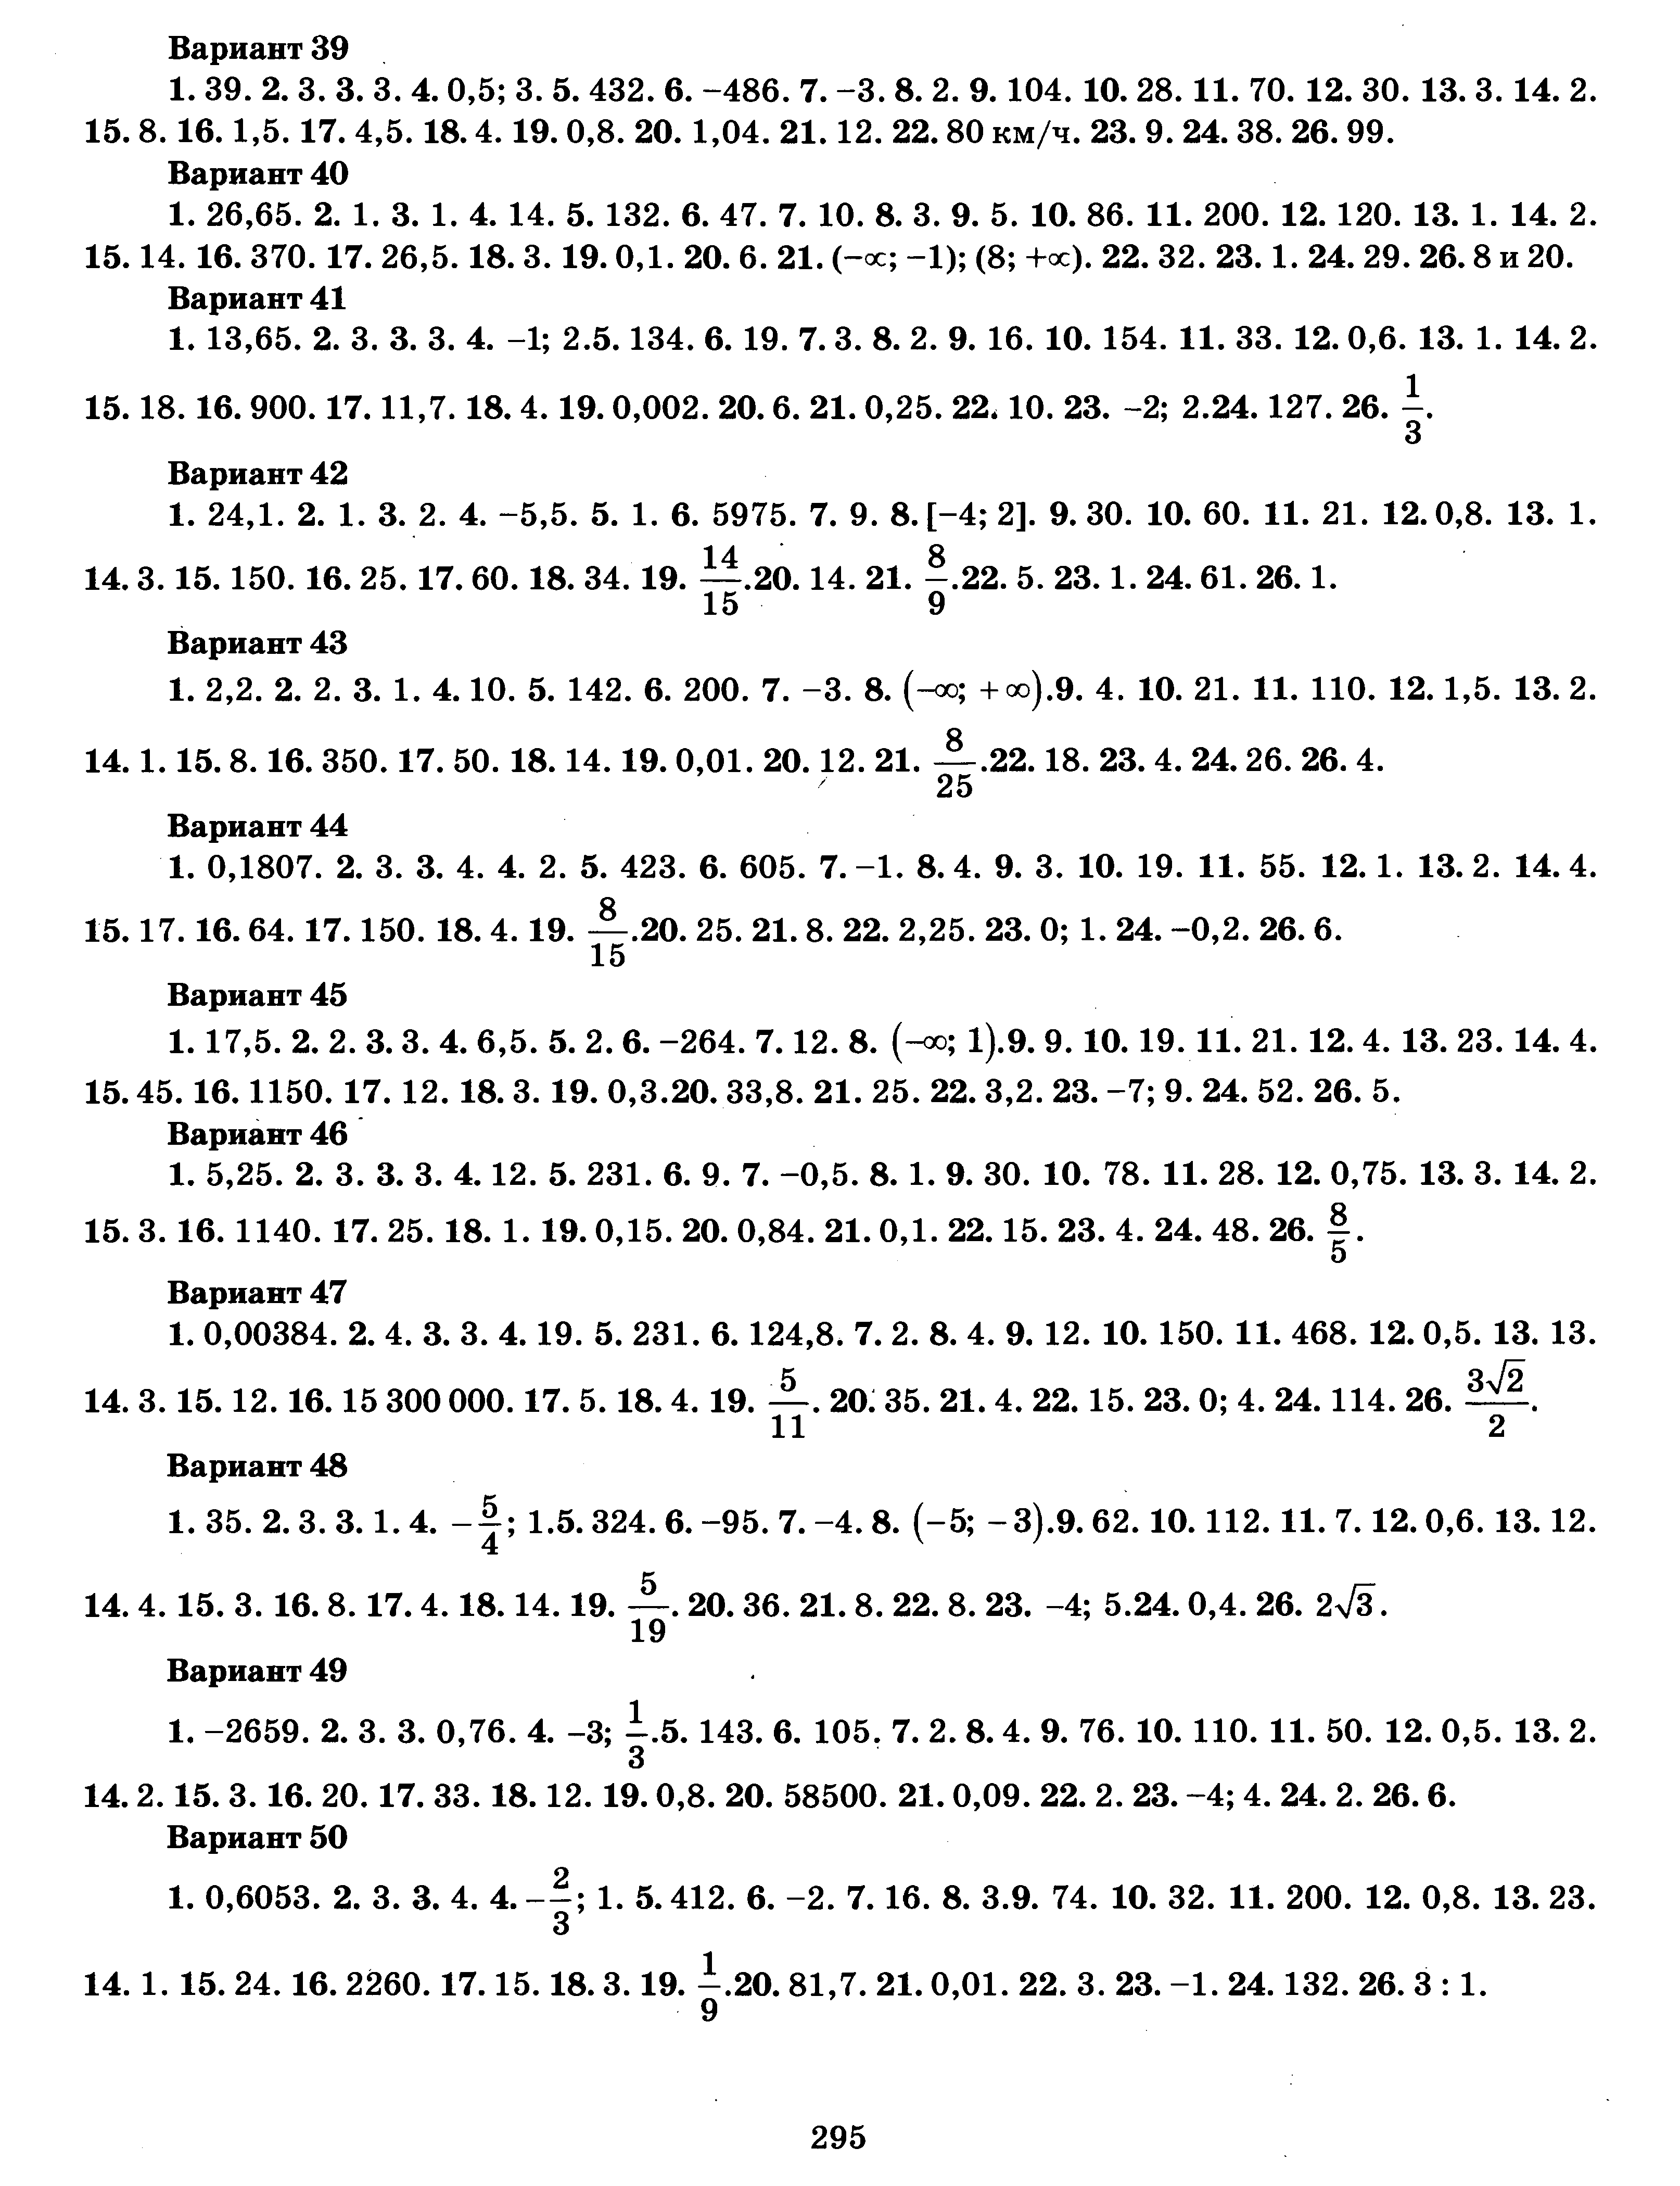 Вариант 39
1. 39. 2. 3. 3. 3. 4. 0,5; 3. 5. 432. 6. −486. 7. −3. 8. 2. 9. 104. 10. 28. 11. 70. 12. 30. 13. 3. 14. 2.
15. 8. 16. 1,5. 17. 4,5. 18. 4. 19. 0,8. 20. 1,04. 21. 12. 22. 80 км/ч. 23. 9. 24. 38. 26. 99.
Вариант 40
1. 26,65. 2. 1. 3. 1. 4. 14. 5. 132. 6. 47. 7. 10. 8. 3. 9. 5. 10. 86. 11. 200. 12. 120. 13. 1. 14. 2.
15. 14. 16. 370. 17. 26,5. 18. 3. 19. 0,1. 20. 6. 21. (−∞; −1); (8; +∞). 22. 32. 23. 1. 24. 29. 26. 8 и 20.
Вариант 41
1. 13,65. 2. 3. 3. 3. 4. −1; 2.5. 134. 6. 19. 7. 3. 8. 2. 9. 16. 10. 154. 11. 33. 12. 0,6. 13. 1. 14. 2.
15. 18. 16. 900. 17. 11,7. 18. 4. 19. 0,002. 20. 6. 21. 0,25. 22. 10. 23. −2; 2.24. 127. 26. 1/3.
Вариант 42
1. 24,1. 2. 1. 3. 2. 4. −5,5. 5. 1. 6. 5975. 7. 9. 8. [−4; 2]. 9. 30. 10. 60. 11. 21. 12. 0,8. 13. 1.
14. 3. 15. 150. 16. 25. 17. 60. 18. 34. 19. 14/15.20. 14. 21. 8/9.22. 5. 23. 1. 24. 61. 26. 1.
Вариант 43
1. 2,2. 2. 2. 3. 1. 4. 10. 5. 142. 6. 200. 7. −3. 8. (−∞; +∞).9. 4. 10. 21. 11. 110. 12. 1,5. 13. 2.
14. 1. 15. 8. 16. 350. 17. 50. 18. 14. 19. 0,01. 20. 12. 21. 8/25.22. 18. 23. 4. 24. 26. 26. 4.
Вариант 44
1. 0,1807. 2. 3. 3. 4. 4. 2. 5. 423. 6. 605. 7. −1. 8. 4. 9. 3. 10. 19. 11. 55. 12. 1. 13. 2. 14. 4.
15. 17. 16. 64. 17. 150. 18. 4. 19. 8/15.20. 25. 21. 8. 22. 2,25. 23. 0; 1. 24. −0,2. 26. 6.
Вариант 45
1. 17,5. 2. 2. 3. 3. 4. 6,5. 5. 2. 6. −264. 7. 12. 8. (−∞; 1).9. 9. 10. 19. 11. 21. 12. 4. 13. 23. 14. 4.
15. 45. 16. 1150. 17. 12. 18. 3. 19. 0,3.20. 33,8. 21. 25. 22. 3,2. 23. −7; 9. 24. 52. 26. 5.
Вариант 46
1. 5,25. 2. 3. 3. 3. 4. 12. 5. 231. 6. 9. 7. −0,5. 8. 1. 9. 30. 10. 78. 11. 28. 12. 0,75. 13. 3. 14. 2.
15. 3. 16. 1140. 17. 25. 18. 1. 19. 0,15. 20. 0,84. 21. 0,1. 22. 15. 23. 4. 24. 48. 26. 8/5.
Вариант 47
1. 0,00384. 2. 4. 3. 3. 4. 19. 5. 231. 6. 124,8. 7. 2. 8. 4. 9. 12. 10. 150. 11. 468. 12. 0,5. 13. 13.
14. 3. 15. 12. 16. 15 300 000. 17. 5. 18. 4. 19. 5/11. 20. 35. 21. 4. 22. 15. 23. 0; 4. 24. 114. 26. 3√2/2.
Вариант 48
1. 35. 2. 3. 3. 1. 4. −5/4; 1.5. 324. 6. −95. 7. −4. 8. (−5; −3).9. 62. 10. 112. 11. 7. 12. 0,6. 13. 12.
14. 4. 15. 3. 16. 8. 17. 4. 18. 14. 19. 5/19. 20. 36. 21. 8. 22. 8. 23. −4; 5.24. 0,4. 26. 2√3.
Вариант 49
1. −2659. 2. 3. 3. 0,76. 4. −3; 1/3.5. 143. 6. 105. 7. 2. 8. 4. 9. 76. 10. 110. 11. 50. 12. 0,5. 13. 2.
14. 2. 15. 3. 16. 20. 17. 33. 18. 12. 19. 0,8. 20. 58500. 21. 0,09. 22. 2. 23. −4; 4. 24. 2. 26. 6.
Вариант 50
1. 0,6053. 2. 3. 3. 4. 4. −2/3; 1. 5. 412. 6. −2. 7. 16. 8. 3.9. 74. 10. 32. 11. 200. 12. 0,8. 13. 23.
14. 1. 15. 24. 16. 2260. 17. 15. 18. 3. 19. 1/9.20. 81,7. 21. 0,01. 22. 3. 23. −1. 24. 132. 26. 3 : 1.
295